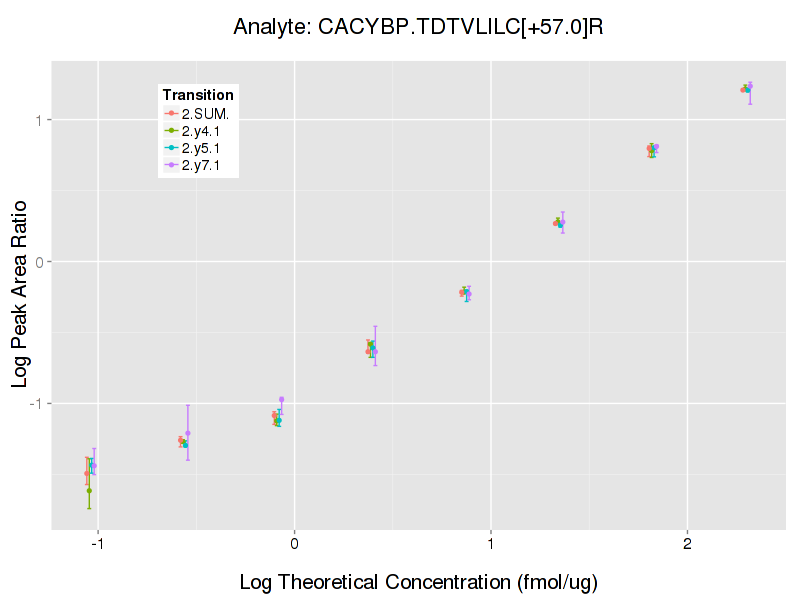 Analyte: CACYBP.TDTVLILC[+57.0]R
Transition
2.SUM.
2.y4.1
2.y5.1
2.y7.1
Log Peak Area Ratio
1
0
-1
-1
0
1
2
Log Theoretical Concentration (fmol/ug)